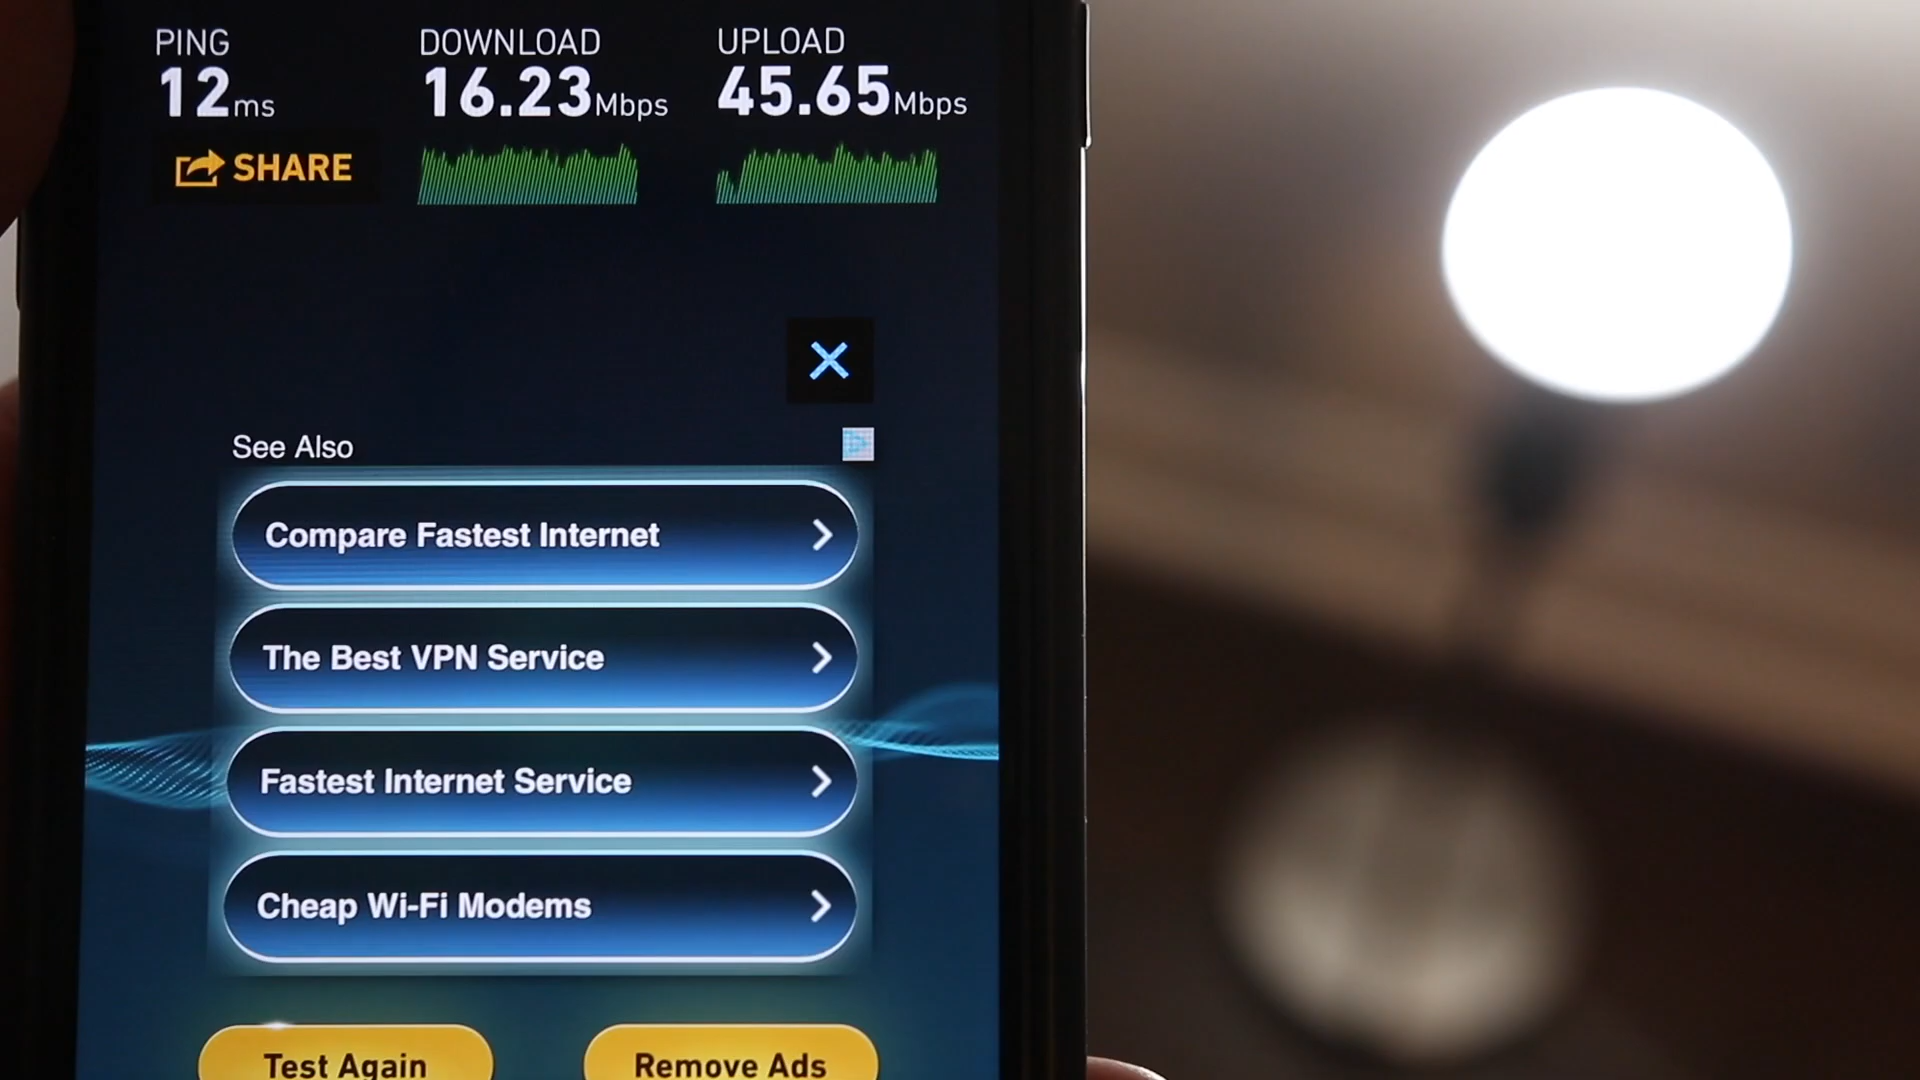 PING DOWNLOAD UPLOAD
12ms 16.23Mbps 45.65Mbps
SHARE
See Also
Compare Fastest Internet
The Best VPN Service
Fastest Internet Service
Cheap Wi-Fi Modems
Test Again Remove Ads